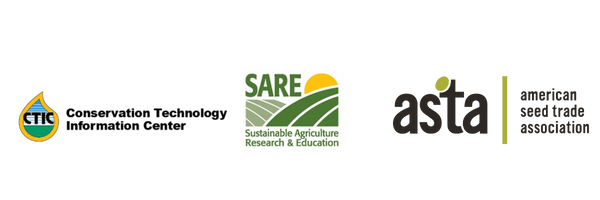 CTIC
Conservation Technology
Information Center
SARE
Sustainable Agriculture
Research & Education
asta
american
seed trade
association